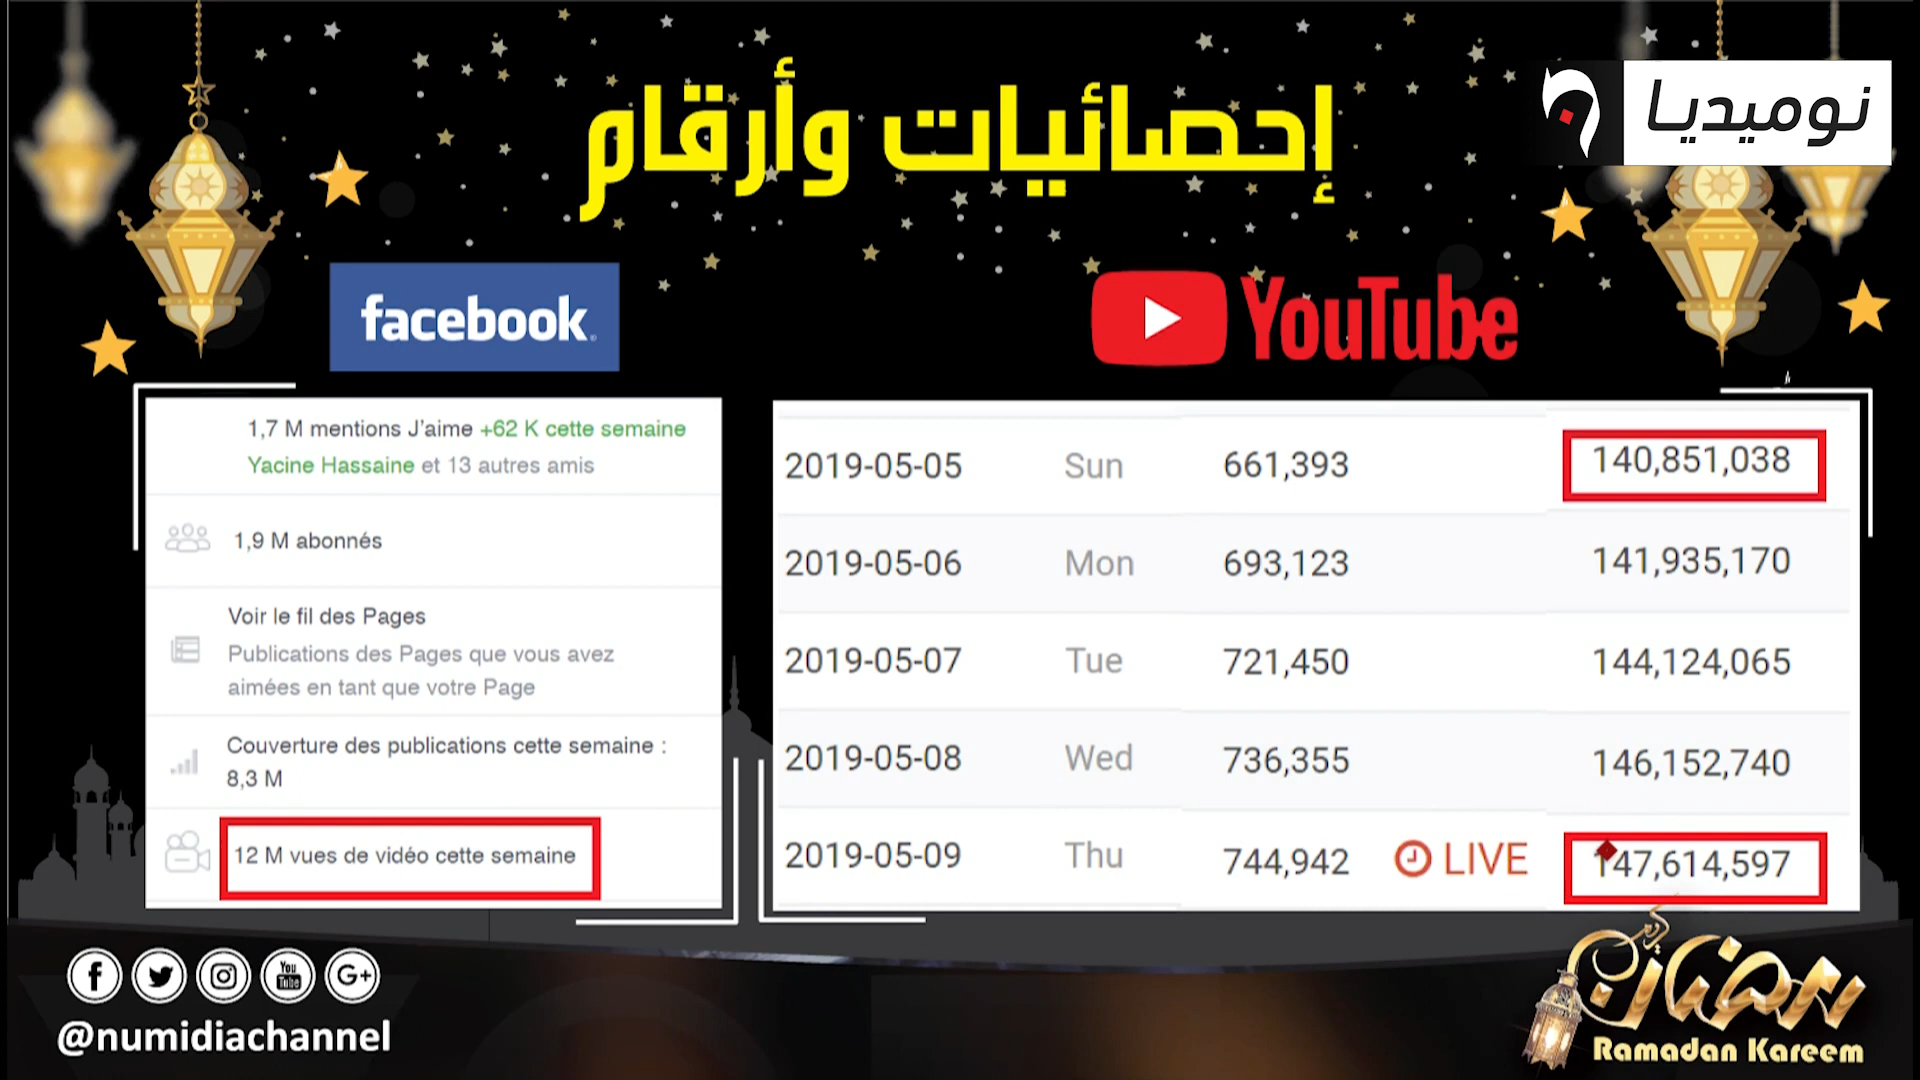 إحصائيات وأرقام
نوميديا
facebook
YouTube
1,7 M mentions J'aime +62 K cette semaine
Yacine Hassaine et 13 autres amis
1,9 M abonnés
Voir le fil des Pages
Publications des Pages que vous avez
aimées en tant que votre Page
Couverture des publications cette semaine :
8,3 M
12 M vues de vidéo cette semaine
2019-05-05 Sun 661,393 140,851,038
2019-05-06 Mon 693,123 141,935,170
2019-05-07 Tue 721,450 144,124,065
2019-05-08 Wed 736,355 146,152,740
2019-05-09 Thu 744,942 LIVE 147,614,597
You Tube G+
@numidiachannel
رمضان كريم
Ramadan Kareem